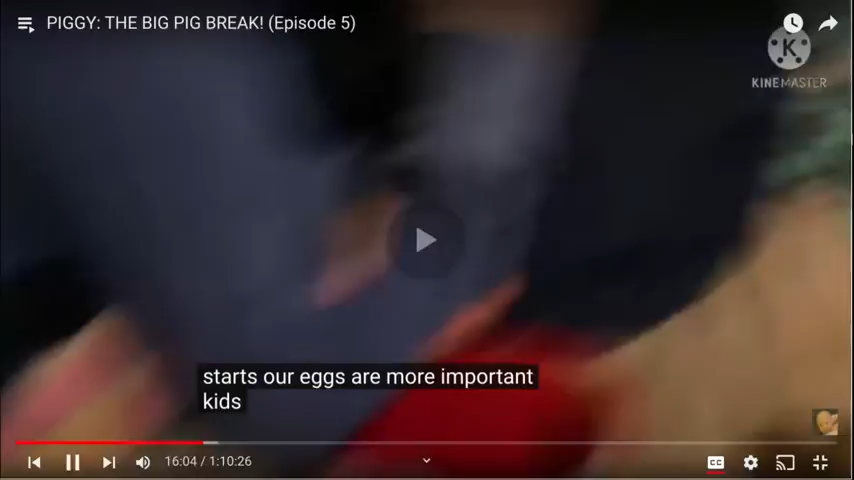 PIGGY: THE BIG PIG BREAK! (Episode 5)
K
KINEMASTER
starts our eggs are more important
kids
16:04 / 1:10:26
CC